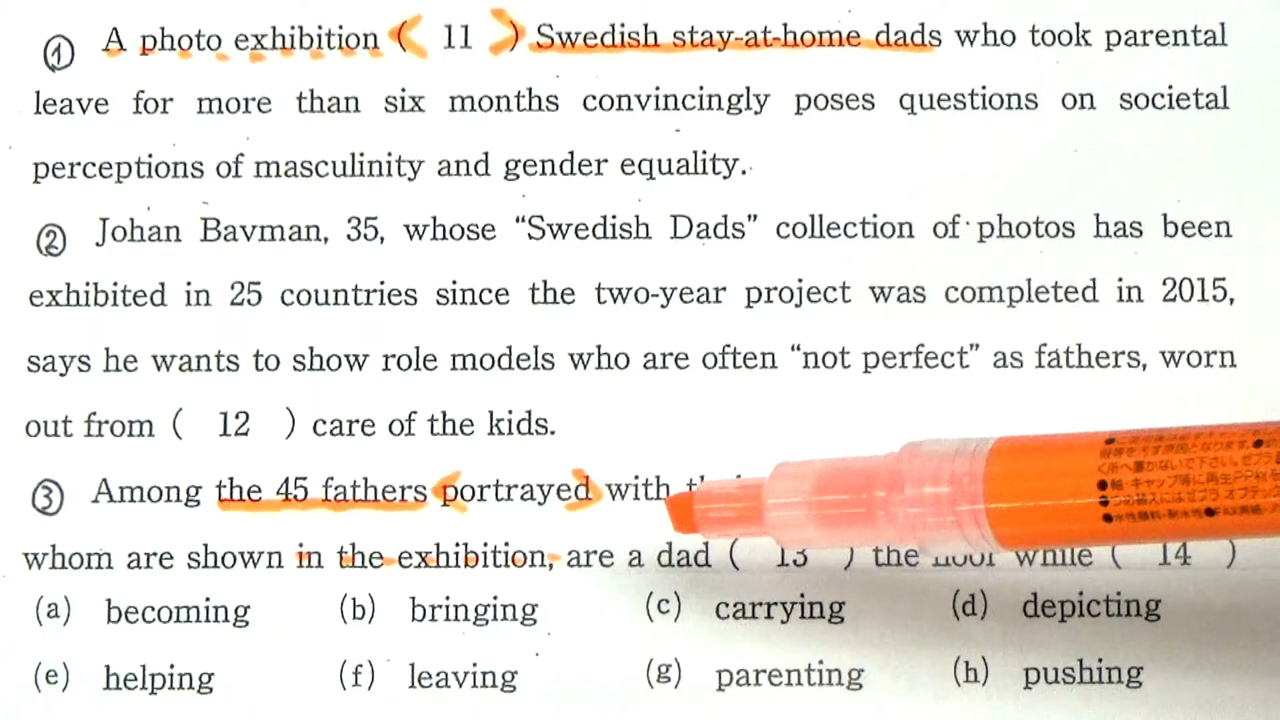 ① A photo exhibition ( 11 ) Swedish stay-at-home dads who took parental
leave for more than six months convincingly poses questions on societal
perceptions of masculinity and gender equality.
② Johan Bavman, 35, whose “Swedish Dads” collection of photos has been
exhibited in 25 countries since the two-year project was completed in 2015,
says he wants to show role models who are often “not perfect” as fathers, worn
out from ( 12 ) care of the kids.
③ Among the 45 fathers portrayed with
whom are shown in the exhibition, are a dad ( 13 ) the while ( 14 )
(a) becoming (b) bringing (c) carrying (d) depicting
(e) helping (f) leaving (g) parenting (h) pushing